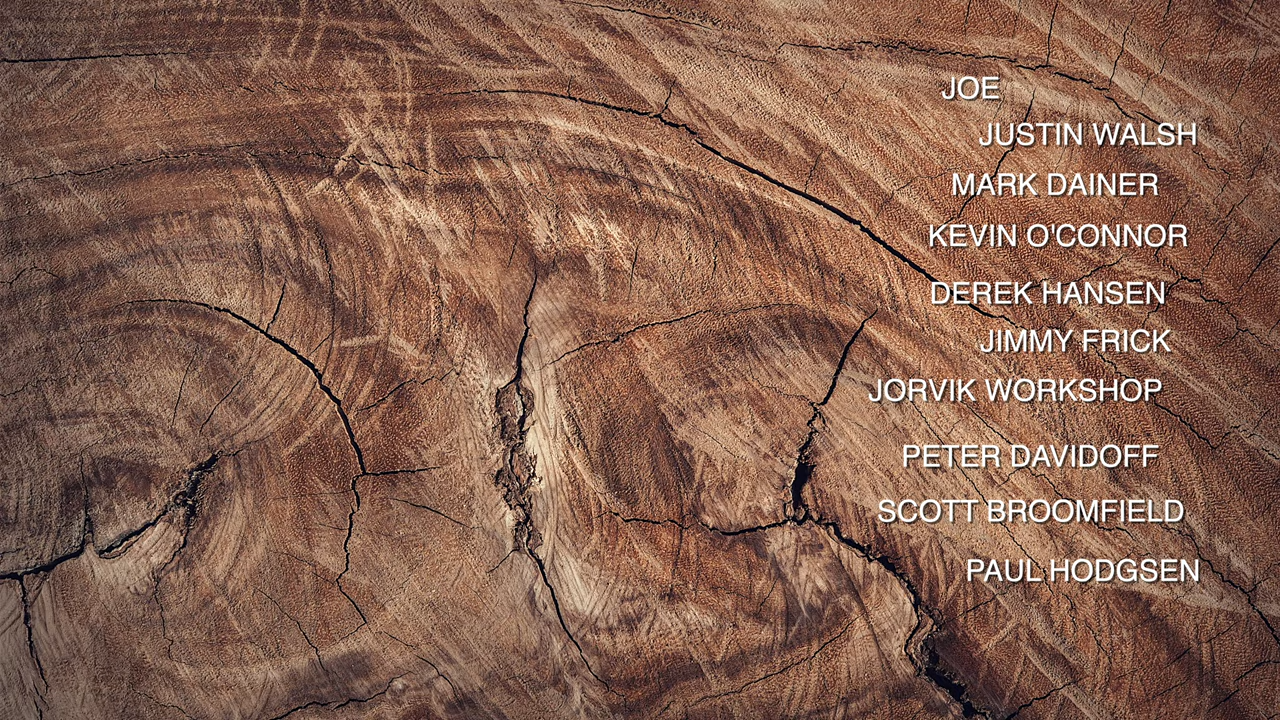 JOE
JUSTIN WALSH
MARK DAINER
KEVIN O'CONNOR
DEREK HANSEN
JIMMY FRICK
JORVIK WORKSHOP
PETER DAVIDOFF
SCOTT BROOMFIELD
PAUL HODGSEN